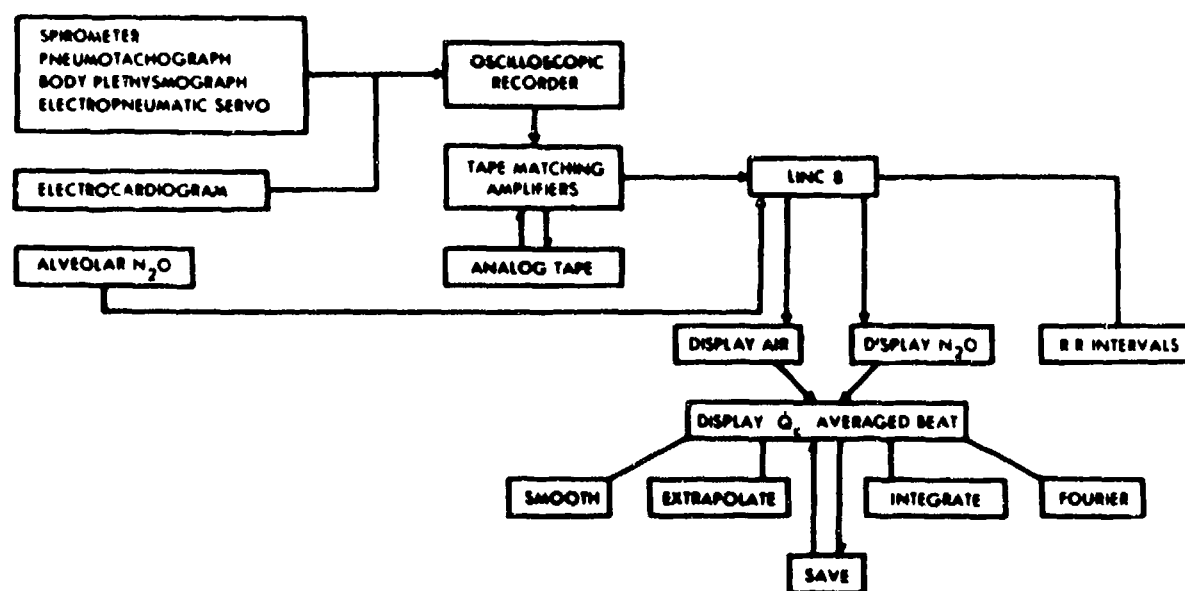 SPIROMETER
PNEUMOTACHOGRAPH
BODY PLETHYSMOGRAPH
ELECTROPNEUMATIC SERVO
OSCILLOSCOPIC
RECORDER
ELECTROCARDIOGRAM
TAPE MATCHING
AMPLIFIERS
LINC 8
ALVEOLAR N₂O
ANALOG TAPE
DISPLAY AIR
D'SPLAY N₂O
R R INTERVALS
DISPLAY Q̇c AVERAGED BEAT
SMOOTH
EXTRAPOLATE
INTEGRATE
FOURIER
SAVE